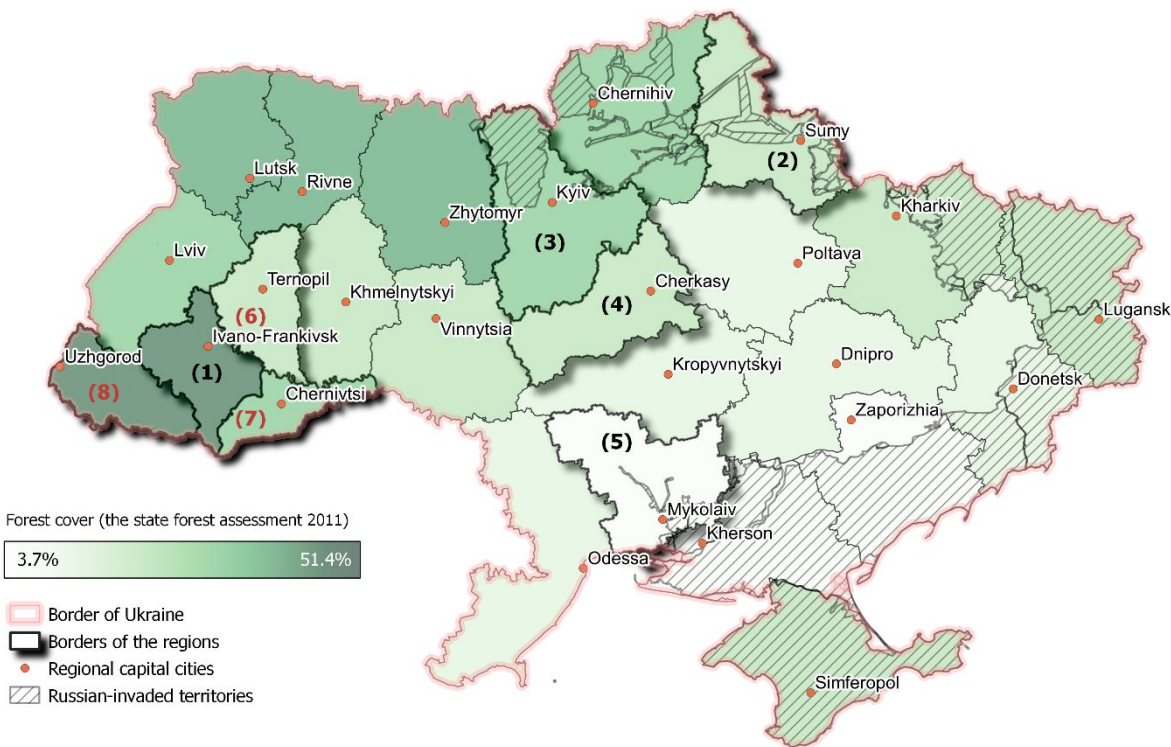 Chernihiv
Sumy
(2)
Lutsk
Rivne
Kyiv
Kharkiv
Zhytomyr
(3)
Lviv
Poltava
Ternopil
Khmelnytskyi
Cherkasy
(4)
(6)
Vinnytsia
Lugansk
Ivano-Frankivsk
Uzhgorod
(1)
Kropyvnytskyi
Dnipro
(8)
Donetsk
Chernivtsi
(7)
Zaporizhia
(5)
Mykolaiv
Kherson
Odessa
Simferopol
Forest cover (the state forest assessment 2011)
3.7% 51.4%
Border of Ukraine
Borders of the regions
Regional capital cities
Russian-invaded territories